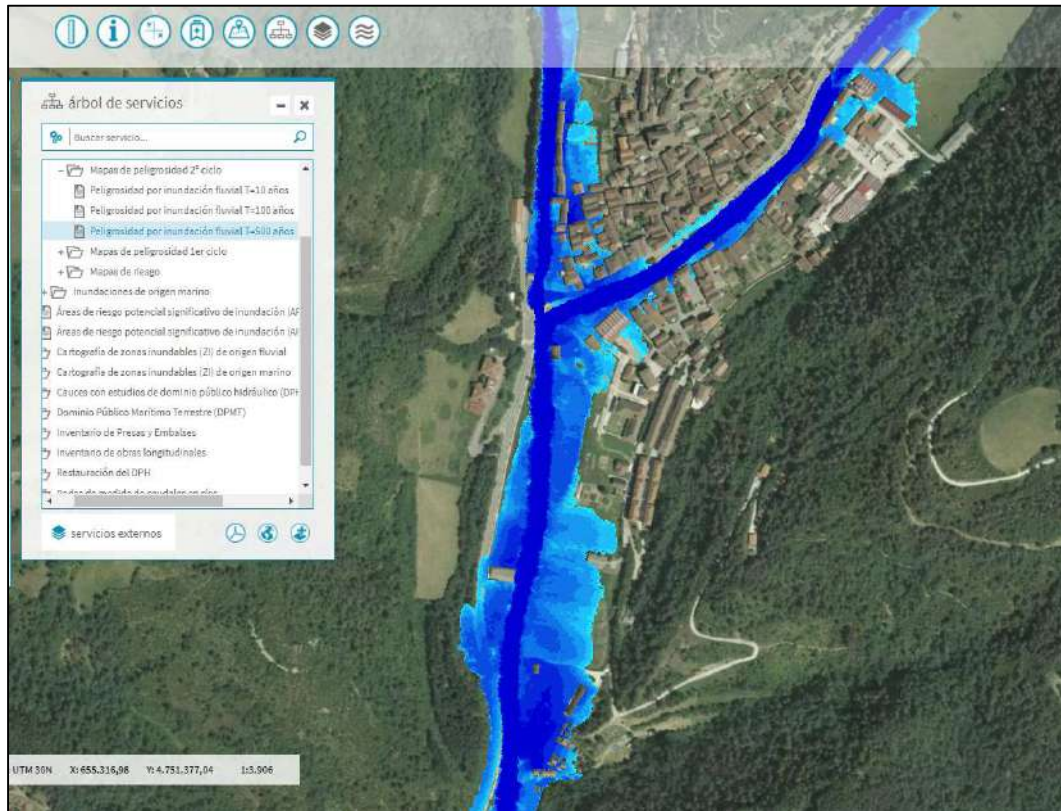 árbol de servicios
Buscar servicio...
Mapas de peligrosidad 2º ciclo
Peligrosidad por inundación fluvial T=10 años
Peligrosidad por inundación fluvial T=100 años
Peligrosidad por inundación fluvial T=500 años
Mapas de peligrosidad 1er ciclo
Mapas de riesgo
Inundaciones de origen marino
Áreas de riesgo potencial significativo de inundación (AR
Áreas de riesgo potencial significativo de inundación (AR
Cartografía de zonas inundables (ZI) de origen fluvial
Cartografía de zonas inundables (ZI) de origen marino
Cauces con estudios de dominio público hidráulico (DPH
Dominio Público Marítimo Terrestre (DPMT)
Inventario de Presas y Embalses
Inventario de obras longitudinales
Restauración del DPH
servicios externos
UTM 30N X: 655.316,98 Y: 4.751.377,04 1:3.906